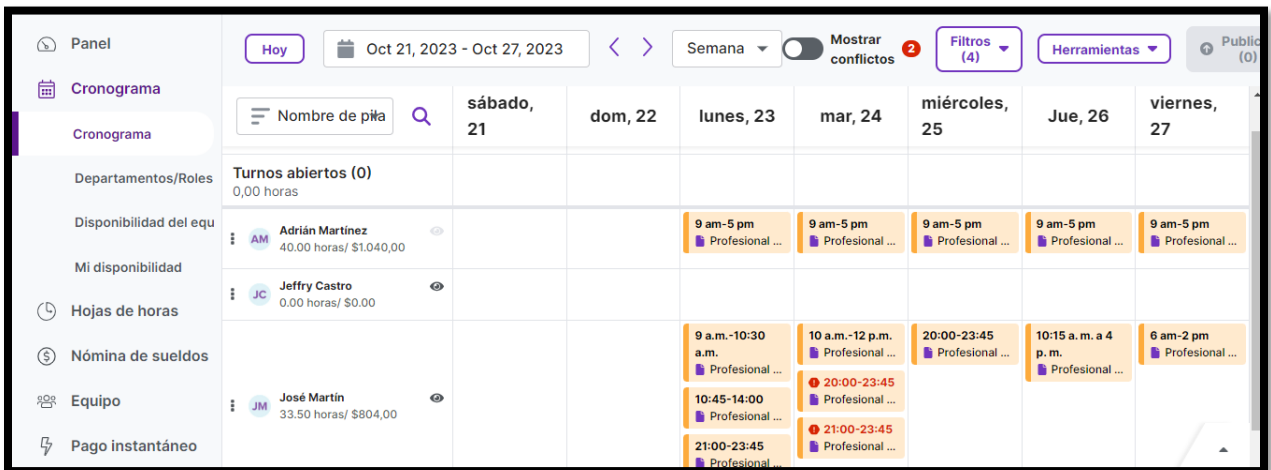 Panel
Cronograma
Cronograma
Departamentos/Roles
Disponibilidad del equ
Mi disponibilidad
Hojas de horas
Nómina de sueldos
Equipo
Pago instantáneo
Hoy
Oct 21, 2023 - Oct 27, 2023
Semana
Mostrar
conflictos
2
Filtros
(4)
Herramientas
Public
(0)
Nombre de pila
sábado,
21
dom, 22
lunes, 23
mar, 24
miércoles,
25
Jue, 26
viernes,
27
Turnos abiertos (0)
0,00 horas
AM
Adrián Martínez
40.00 horas/ $1.040,00
9 am-5 pm
Profesional ...
9 am-5 pm
Profesional ...
9 am-5 pm
Profesional ...
9 am-5 pm
Profesional ...
9 am-5 pm
Profesional ...
JC
Jeffry Castro
0.00 horas/ $0.00
JM
José Martín
33.50 horas/ $804,00
9 a.m.-10:30
a.m.
Profesional ...
10:45-14:00
Profesional ...
21:00-23:45
Profesional ...
10 a.m.-12 p.m.
Profesional ...
20:00-23:45
Profesional ...
21:00-23:45
Profesional ...
20:00-23:45
Profesional ...
10:15 a. m. a 4
p. m.
Profesional ...
6 am-2 pm
Profesional ...